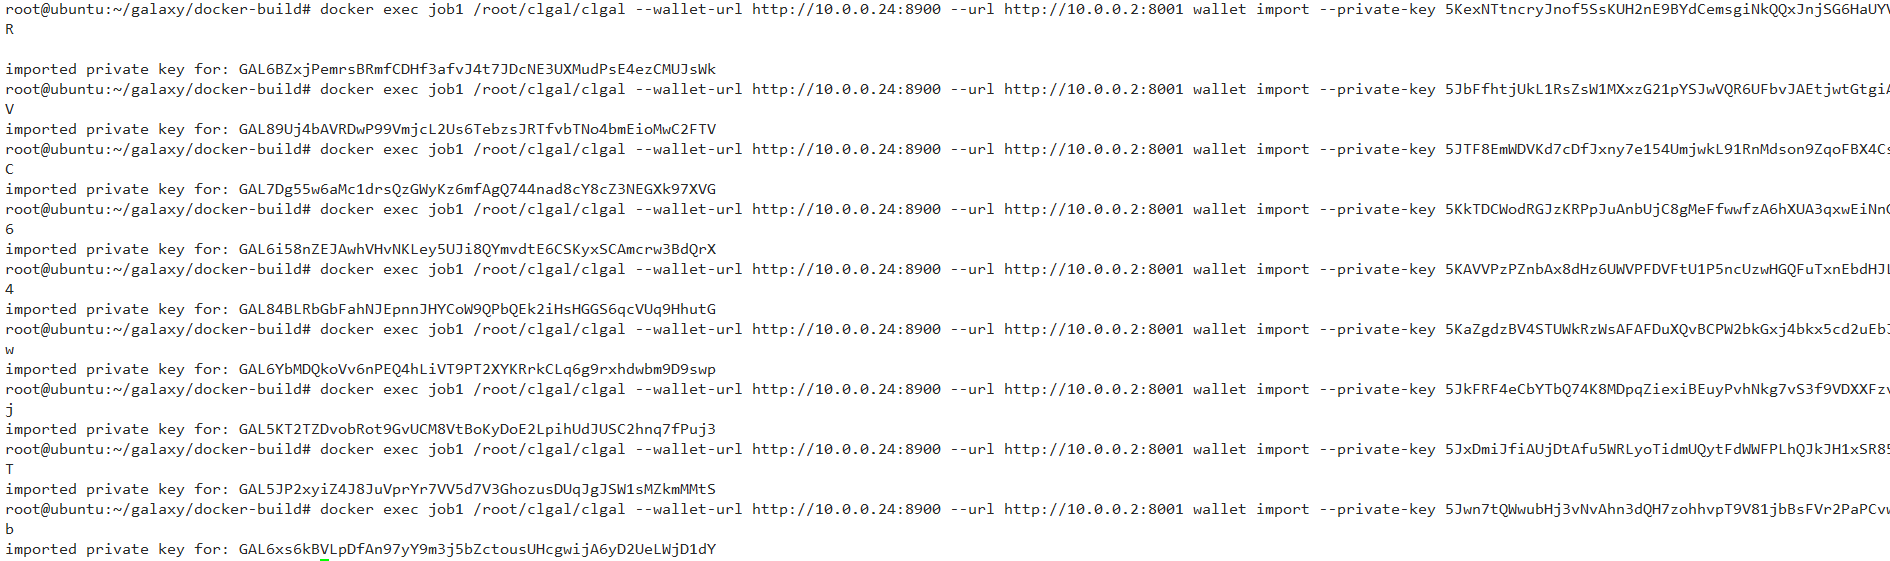 root@ubuntu:~/galaxy/docker-build# docker exec job1 /root/clgal/clgal --wallet-url http://10.0.0.24:8900 --url http://10.0.0.2:8001 wallet import --private-key 5KexNTtncryJnof5SsKUH2nE9BYdCemsgiNkQQxJnjSG6HaUYV
R
imported private key for: GAL6BZxjPemrsBRmfCDHf3afvJ4t7JDcNE3UXMudPsE4ezCMUJsWk
root@ubuntu:~/galaxy/docker-build# docker exec job1 /root/clgal/clgal --wallet-url http://10.0.0.24:8900 --url http://10.0.0.2:8001 wallet import --private-key 5JbFfhtjUkL1RsZsW1MXxzG21pYSJwVQR6UFbvJAEtjwtGtgiA
V
imported private key for: GAL89Uj4bAVRDwP99VmjcL2Us6TebzsJRTfvbTNo4bmEioMwC2FTV
root@ubuntu:~/galaxy/docker-build# docker exec job1 /root/clgal/clgal --wallet-url http://10.0.0.24:8900 --url http://10.0.0.2:8001 wallet import --private-key 5JTF8EmWDVKd7cDfJxny7e154UmjwkL91RnMdson9ZqoFBX4Cs
C
imported private key for: GAL7Dg55w6aMc1drsQzGWyKz6mfAgQ744nad8cY8cZ3NEGXk97XVG
root@ubuntu:~/galaxy/docker-build# docker exec job1 /root/clgal/clgal --wallet-url http://10.0.0.24:8900 --url http://10.0.0.2:8001 wallet import --private-key 5KkTDCWodRGJzKRPpJuAnbUjC8gMeFfwwfzA6hXUA3qxwEiNn
6
imported private key for: GAL6i58nZEJAwhVHvNKLey5UJi8QYmvdtE6CSKyxSCAmcrw3BdQrX
root@ubuntu:~/galaxy/docker-build# docker exec job1 /root/clgal/clgal --wallet-url http://10.0.0.24:8900 --url http://10.0.0.2:8001 wallet import --private-key 5KAVVPzPZnbAx8dHz6UWVPFDVFtU1P5ncUzwHGQFuTxnEbdHJ
4
imported private key for: GAL84BLRbGbFahNJEpnnJHYCoW9QPbQEk2iHsHGGS6qcVUq9HhutG
root@ubuntu:~/galaxy/docker-build# docker exec job1 /root/clgal/clgal --wallet-url http://10.0.0.24:8900 --url http://10.0.0.2:8001 wallet import --private-key 5KaZgdzBV4STUWkRzWsAFAFDuXQvBCPW2bkGxj4bkx5cd2uEb
w
imported private key for: GAL6YbMDQkoVv6nPEQ4hLiVT9PT2XYKRrkCLq6g9rxhdwbm9D9swp
root@ubuntu:~/galaxy/docker-build# docker exec job1 /root/clgal/clgal --wallet-url http://10.0.0.24:8900 --url http://10.0.0.2:8001 wallet import --private-key 5JkFRF4eCbYTbQ74K8MDpqZiexiBEuyPvhNkg7vS3f9VDXXFzv
j
imported private key for: GAL5KT2TZDvobRot9GvUCM8VtBoKyDoE2LpihUdJUSC2hnq7fPuj3
root@ubuntu:~/galaxy/docker-build# docker exec job1 /root/clgal/clgal --wallet-url http://10.0.0.24:8900 --url http://10.0.0.2:8001 wallet import --private-key 5JxDmiJfiAUjDtAfu5WRLyoTidmUQytFdWWFPLhQJkJH1xSR85
T
imported private key for: GAL5JP2xyiZ4J8JuVprYr7VV5d7V3GhozusDUqJgJSW1sMZkmMMtS
root@ubuntu:~/galaxy/docker-build# docker exec job1 /root/clgal/clgal --wallet-url http://10.0.0.24:8900 --url http://10.0.0.2:8001 wallet import --private-key 5Jwn7tQWwubHj3vNvAhn3dQH7zohhvpT9V81jbBsFVr2PaPCvw
b
imported private key for: GAL6xs6kBVLpDfAn97yY9m3j5bZctousUHcgwijA6yD2UeLWjD1dY